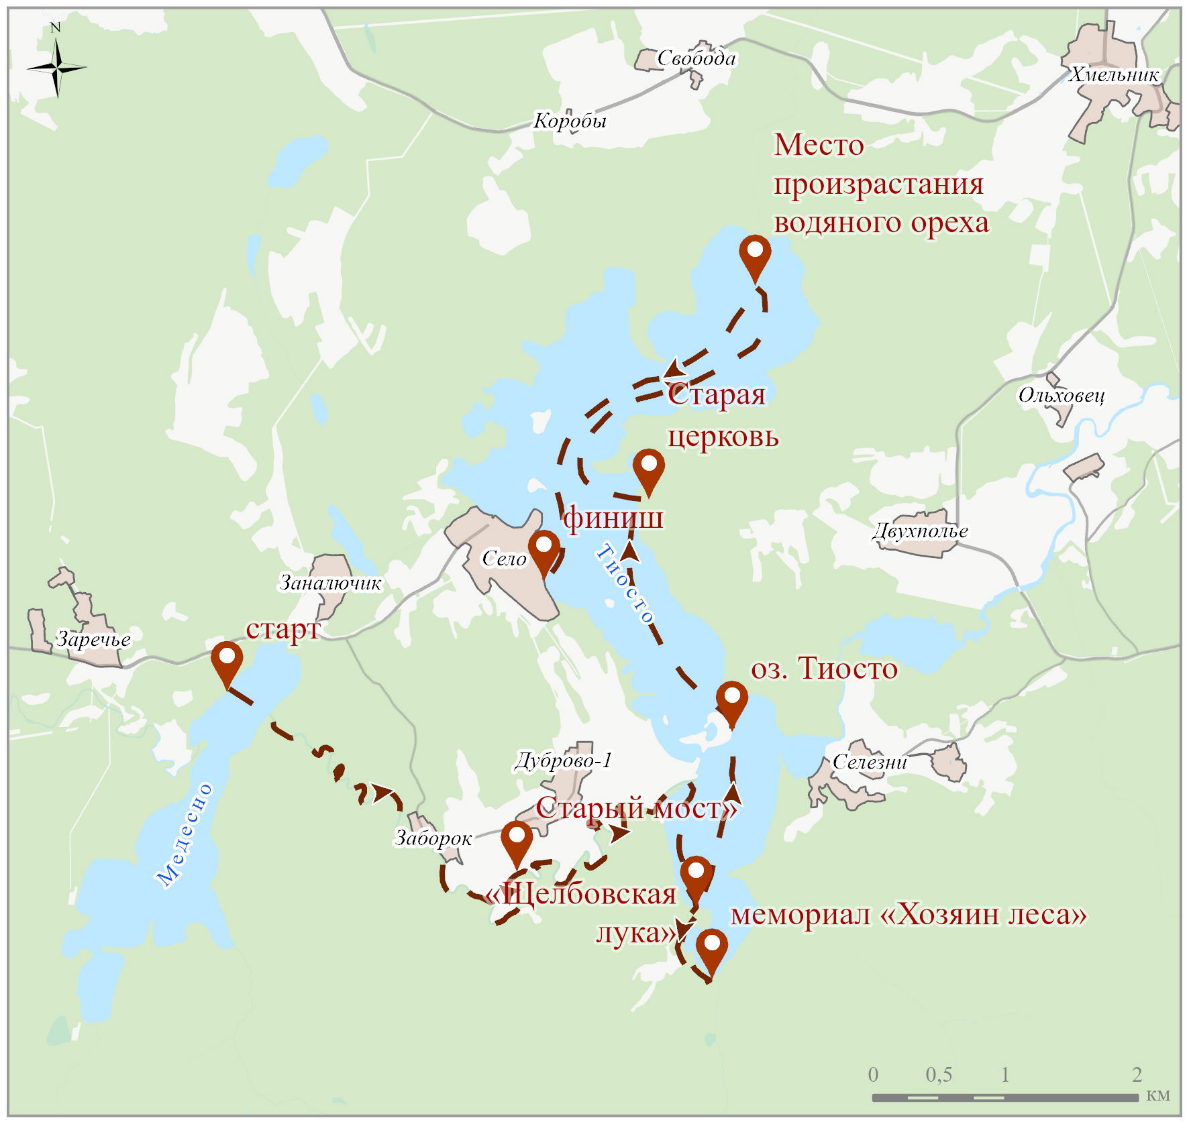 N
Свобода
Хмельник
Коробы
Место
произрастания
водяного ореха
Старая
церковь
Ольховец
финиш
Двухполье
Село
Тиосто
Заналючик
Заречье
старт
оз. Тиосто
Дуброво-1
Селезни
Медесно
Старый мост»
Заборок
«Щелбовская
лука»
мемориал «Хозяин леса»
0 0,5 1 2
км